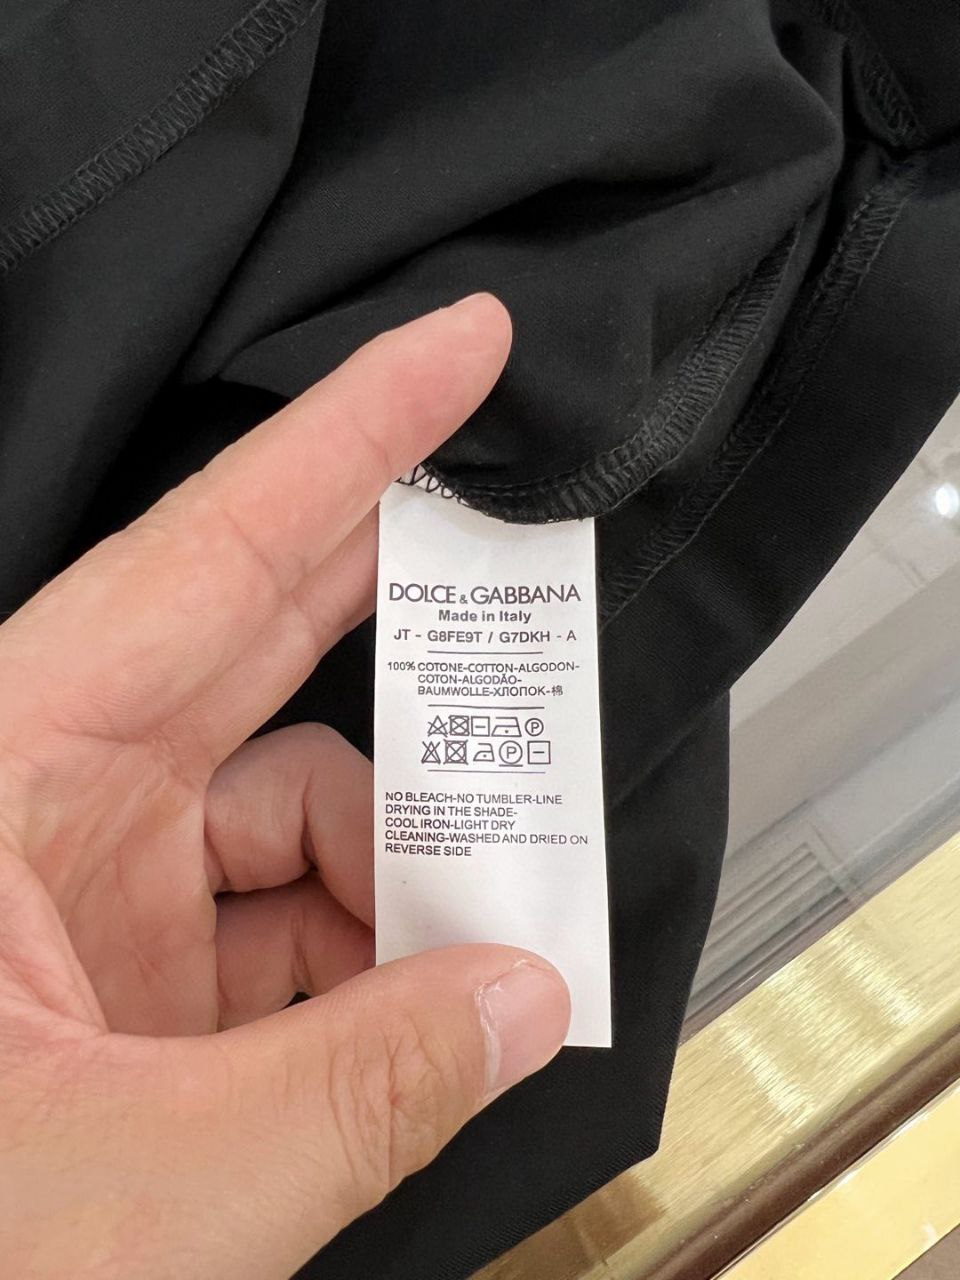 DOLCE & GABBANA
Made in Italy
JT - G8FE9T / G7DKH - A
100% COTONE-COTTON-ALGODON-
COTON-ALGODÃO-
BAUMWOLLE-ХЛОПОК-棉
P
P
NO BLEACH-NO TUMBLER-LINE
DRYING IN THE SHADE-
COOL IRON-LIGHT DRY
CLEANING-WASHED AND DRIED ON
REVERSE SIDE